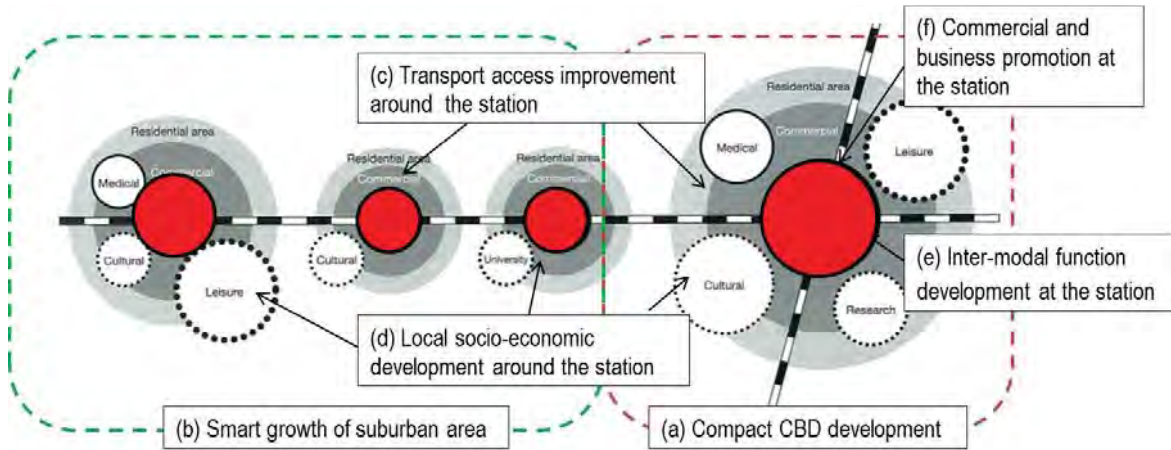 (f) Commercial and
business promotion at
the station
(c) Transport access improvement
around the station
Residential area
Commercial
Medical
Leisure
Residential area
Commercial
Medical
Cultural
Leisure
Residential area
Commercial
Cultural
Residential area
Commercial
University
Cultural
Research
(e) Inter-modal function
development at the station
(d) Local socio-economic
development around the station
(b) Smart growth of suburban area
(a) Compact CBD development